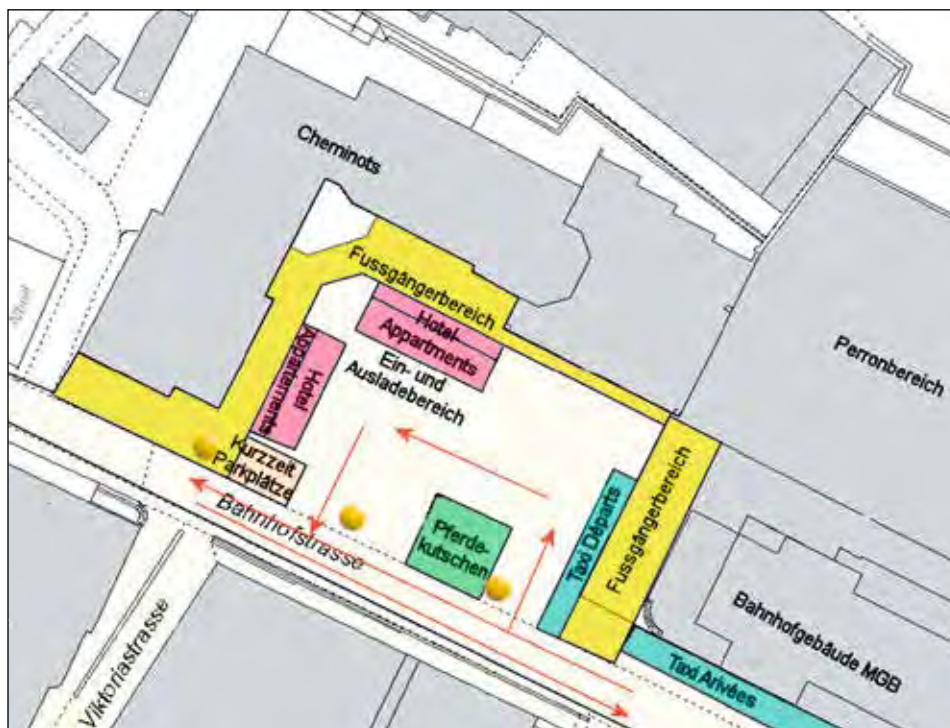 Cheminots
Fussgängerbereich
Hotel
Appartments
Hotel
Appartements
Ein- und
Ausladebereich
Perronbereich
Kurzzeit
Parkplätze
Bahnhofstrasse
Pferde-
kutschen
Taxi Départs
Fussgängerbereich
Bahnhofgebäude MGB
Taxi Arivées
Viktoriastrasse